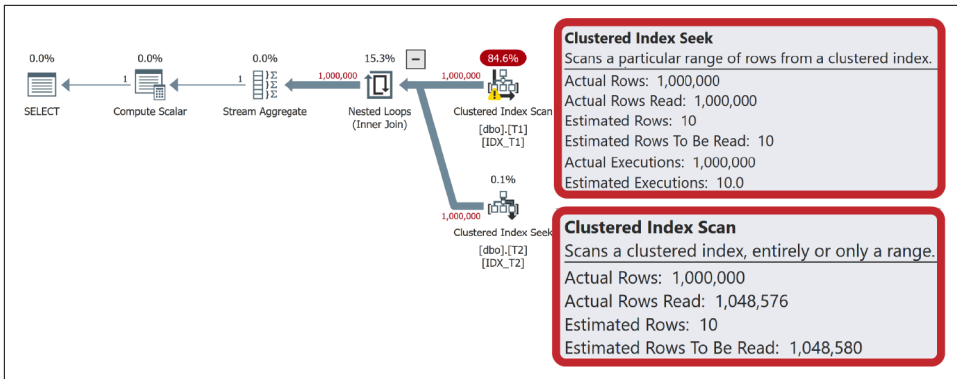 0.0%
SELECT
1
0.0%
Compute Scalar
1
0.0%
Stream Aggregate
1,000,000
15.3%
Nested Loops
(Inner Join)
1,000,000
84.6%
Clustered Index Scan
[dbo].[T1]
[IDX_T1]
1,000,000
0.1%
Clustered Index Seek
[dbo].[T2]
[IDX_T2]
Clustered Index Seek
Scans a particular range of rows from a clustered index.
Actual Rows: 1,000,000
Actual Rows Read: 1,000,000
Estimated Rows: 10
Estimated Rows To Be Read: 10
Actual Executions: 1,000,000
Estimated Executions: 10.0
Clustered Index Scan
Scans a clustered index, entirely or only a range.
Actual Rows: 1,000,000
Actual Rows Read: 1,048,576
Estimated Rows: 10
Estimated Rows To Be Read: 1,048,580